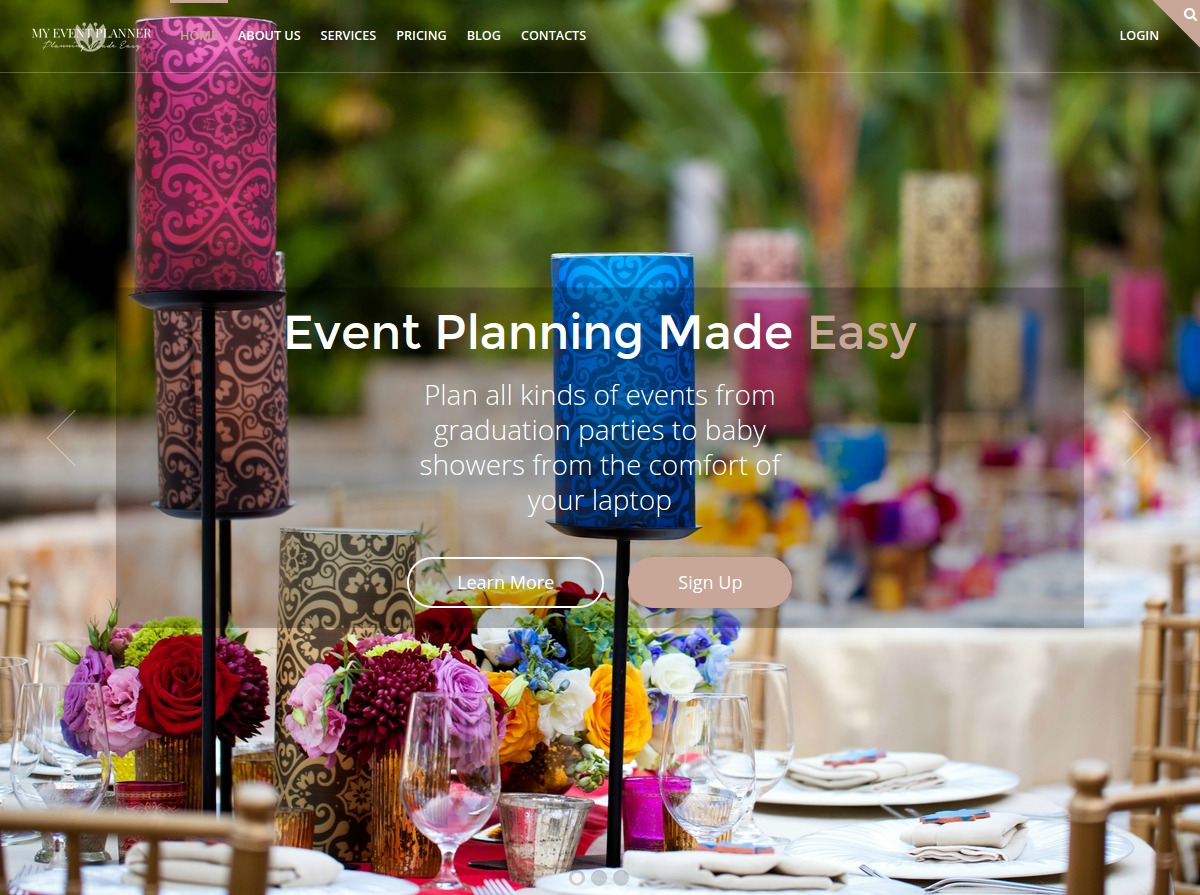 MY EVENT PLANNER
Planning Made Easy
HOME ABOUT US SERVICES PRICING BLOG CONTACTS LOGIN
Event Planning Made Easy
Plan all kinds of events from
graduation parties to baby
showers from the comfort of
your laptop
Learn More Sign Up